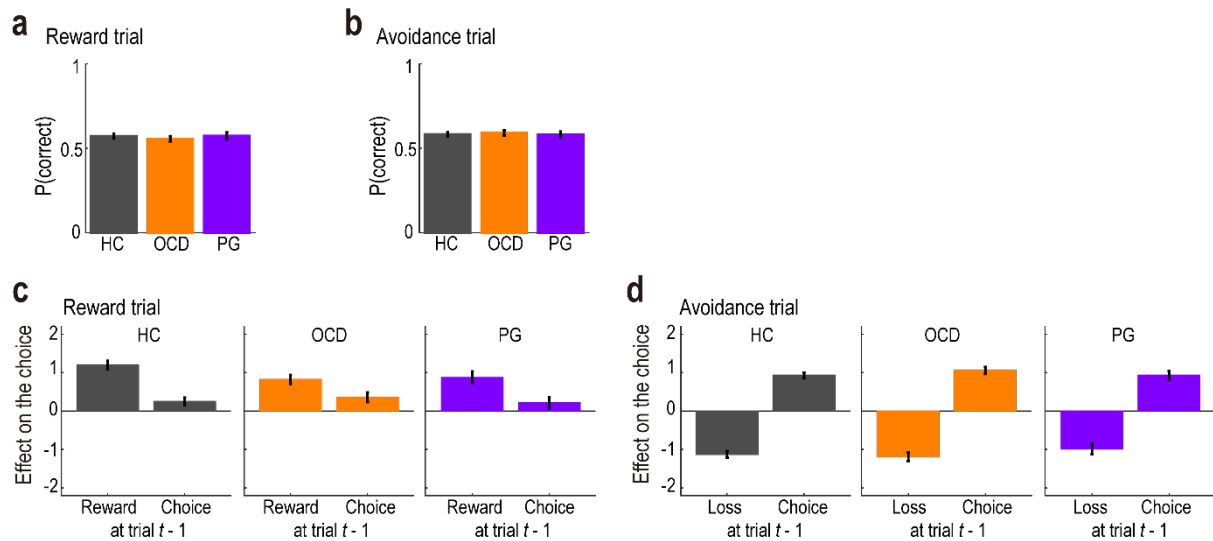 a
Reward trial
P(correct)
1
0.5
0
HC OCD PG
b
Avoidance trial
P(correct)
1
0.5
0
HC OCD PG
c
Reward trial
Effect on the choice
2
1
0
-1
-2
HC
Reward Choice
at trial t - 1
OCD
Reward Choice
at trial t - 1
PG
Reward Choice
at trial t - 1
d
Avoidance trial
Effect on the choice
2
1
0
-1
-2
HC
Loss Choice
at trial t - 1
OCD
Loss Choice
at trial t - 1
PG
Loss Choice
at trial t - 1